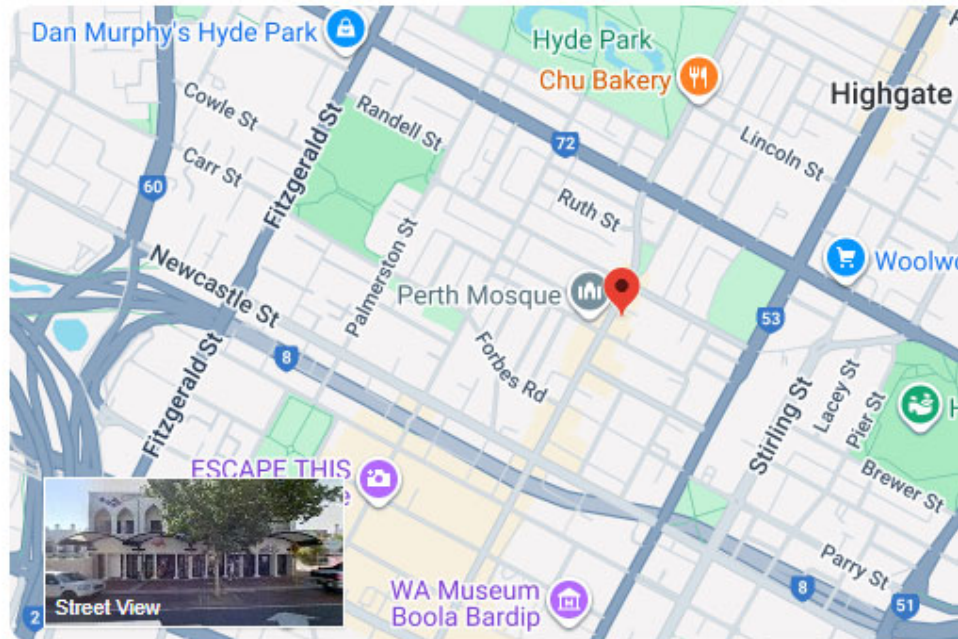 Dan Murphy's Hyde Park
Hyde Park
Chu Bakery
Highgate
Cowle St
Randell St
Fitzgerald St
Carr St
72
Lincoln St
60
Ruth St
Newcastle St
Palmerston St
Perth Mosque
Woolwo
53
8
Forbes Rd
Fitzgerald St
Stirling St
Lacey St
Pier St
H
ESCAPE THIS
e
Brewer St
Parry St
WA Museum
Boola Bardip
8
51
2
Street View